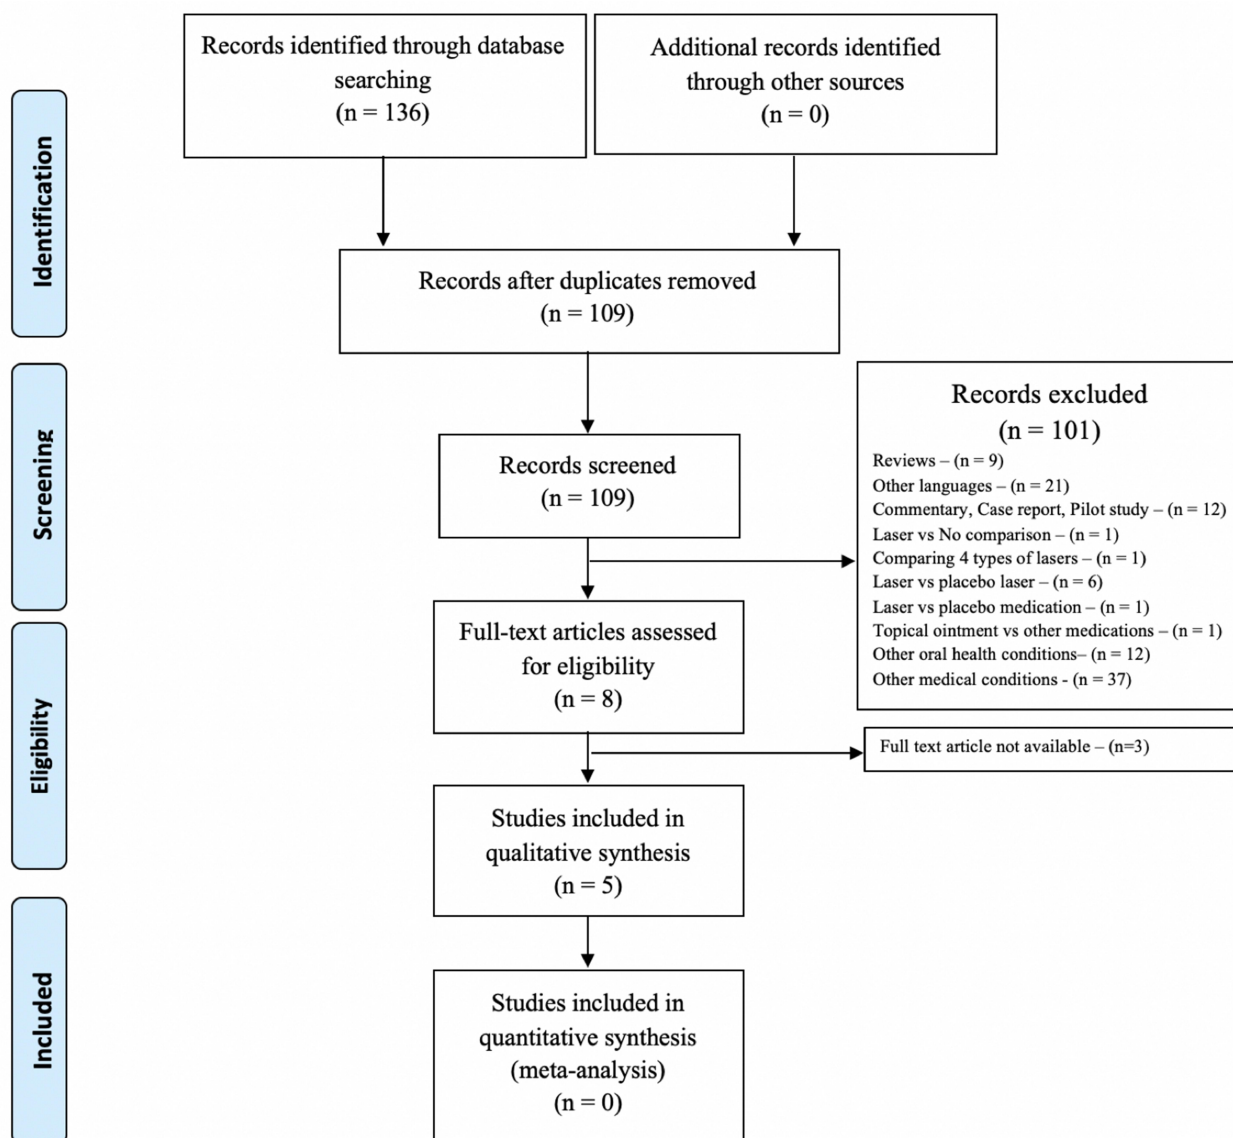 Records identified through database
searching
(n = 136)
Additional records identified
through other sources
(n = 0)
Identification
Records after duplicates removed
(n = 109)
Screening
Records screened
(n = 109)
Records excluded
(n = 101)
Reviews – (n = 9)
Other languages – (n = 21)
Commentary, Case report, Pilot study – (n = 12)
Laser vs No comparison – (n = 1)
Comparing 4 types of lasers – (n = 1)
Laser vs placebo laser – (n = 6)
Laser vs placebo medication – (n = 1)
Topical ointment vs other medications – (n = 1)
Other oral health conditions– (n = 12)
Other medical conditions - (n = 37)
Eligibility
Full-text articles assessed
for eligibility
(n = 8)
Full text article not available – (n=3)
Studies included in
qualitative synthesis
(n = 5)
Included
Studies included in
quantitative synthesis
(meta-analysis)
(n = 0)